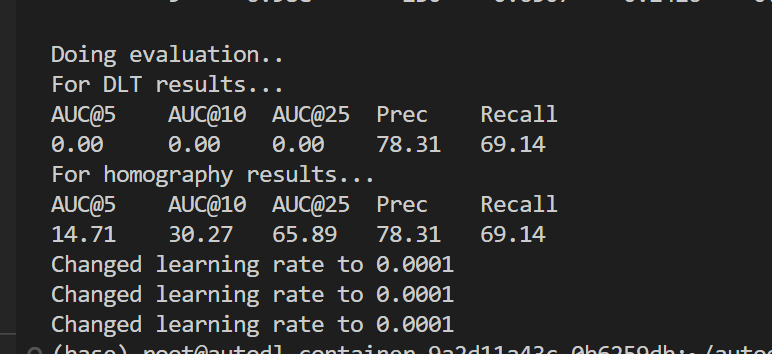 Doing evaluation..
For DLT results...
AUC@5 AUC@10 AUC@25 Prec Recall
0.00 0.00 0.00 78.31 69.14
For homography results...
AUC@5 AUC@10 AUC@25 Prec Recall
14.71 30.27 65.89 78.31 69.14
Changed learning rate to 0.0001
Changed learning rate to 0.0001
Changed learning rate to 0.0001
(base) root@autodl-container-9a2d11a43c-0b6259db:~/autod